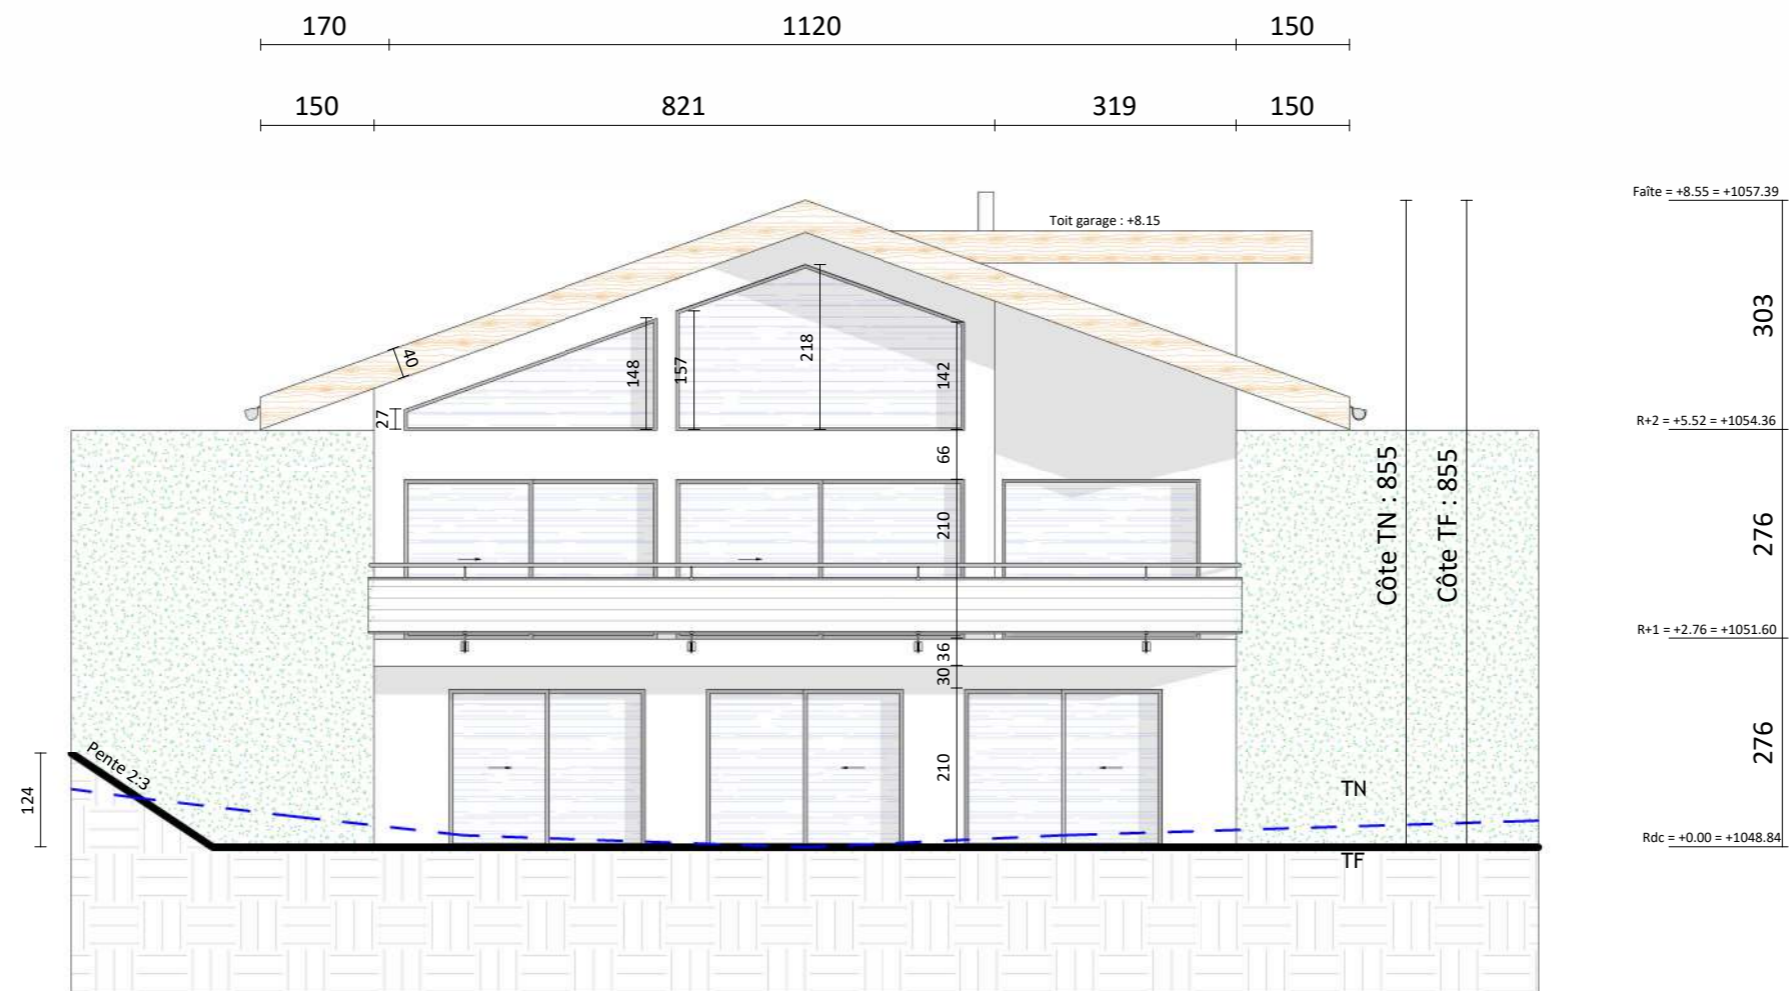 170 1120 150
150 821 319 150
Faîte = +8.55 = +1057.39
Toit garage : +8.15
303
40
148
157
218
142
27
R+2 = +5.52 = +1054.36
66
Côte TN : 855
Côte TF : 855
210
276
R+1 = +2.76 = +1051.60
36
30
276
Pente 2:3
210
124
TN
Rdc = +0.00 = +1048.84
TF